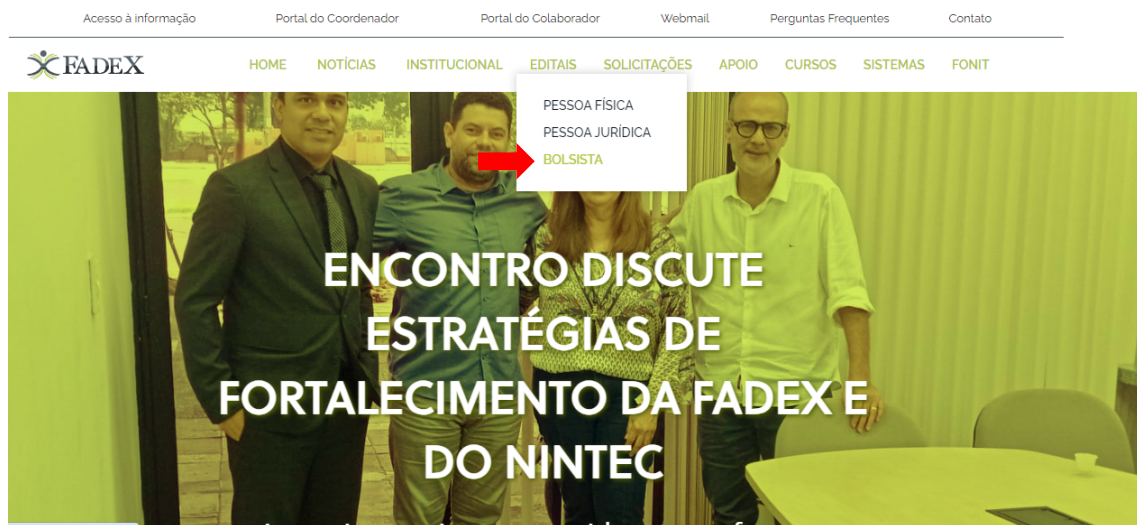 Acesso à informação Portal do Coordenador Portal do Colaborador Webmail Perguntas Frequentes Contato
FADEX HOME NOTÍCIAS INSTITUCIONAL EDITAIS SOLICITAÇÕES APOIO CURSOS SISTEMAS FONIT
PESSOA FÍSICA
PESSOA JURÍDICA
BOLSISTA
ENCONTRO DISCUTE
ESTRATÉGIAS DE
FORTALECIMENTO DA FADEX E
DO NINTEC